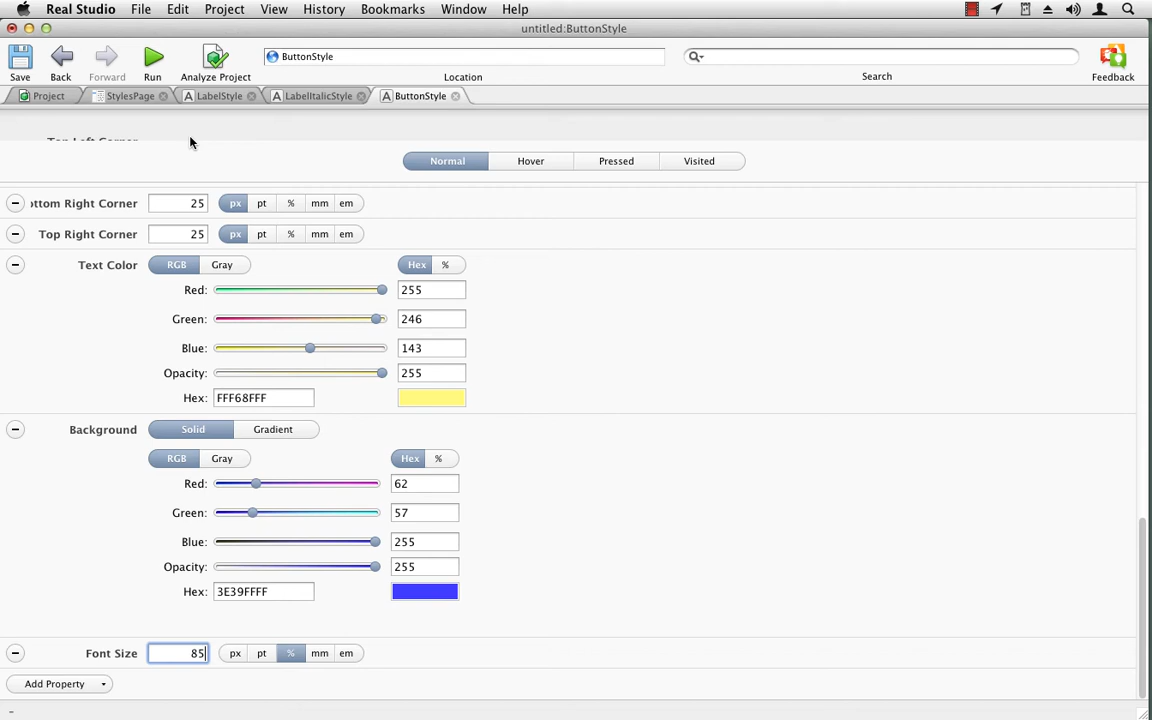 Real Studio File Edit Project View History Bookmarks Window Help
untitled:ButtonStyle
Save Back Forward Run Analyze Project ButtonStyle Location Search Feedback
Project StylesPage LabelStyle LabelItalicStyle ButtonStyle
Top Left Corner
Normal Hover Pressed Visited
ottom Right Corner 25 px pt % mm em
Top Right Corner 25 px pt % mm em
Text Color RGB Gray Hex %
Red: 255
Green: 246
Blue: 143
Opacity: 255
Hex: FFF68FFF
Background Solid Gradient
RGB Gray Hex %
Red: 62
Green: 57
Blue: 255
Opacity: 255
Hex: 3E39FFFF
Font Size 85 px pt % mm em
Add Property